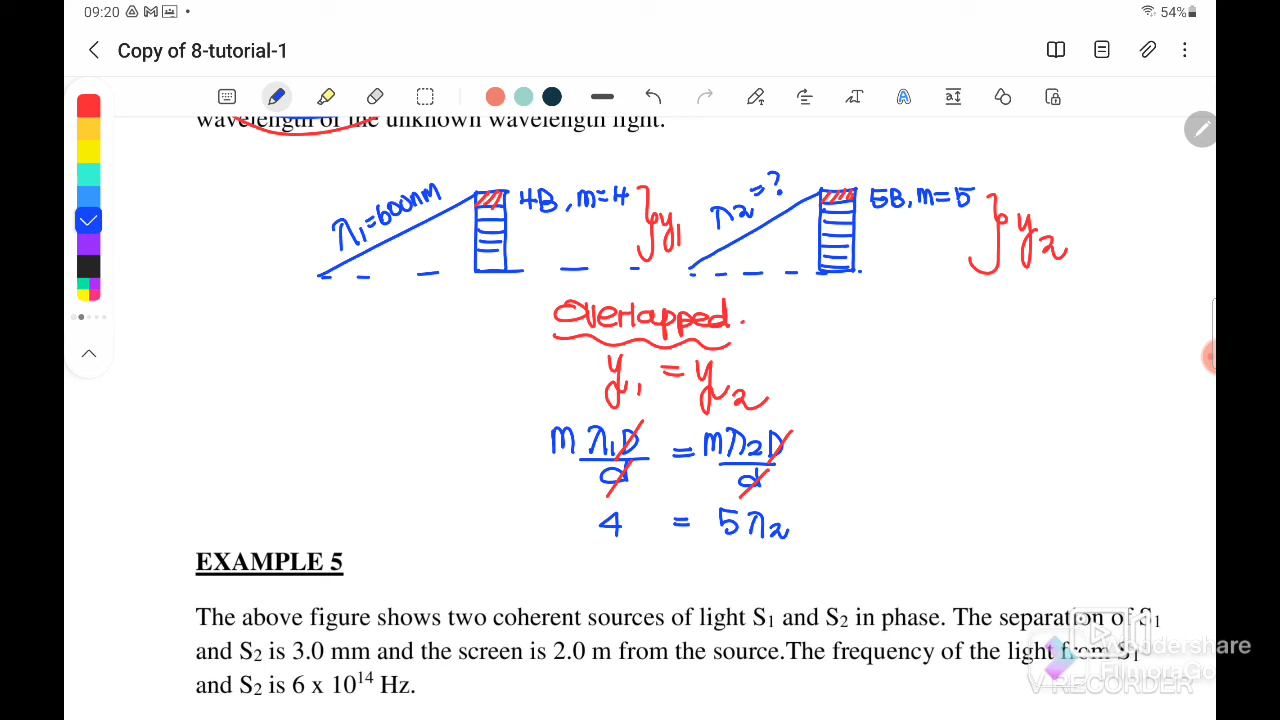 09:20 54%
Copy of 8-tutorial-1
wavelength of the unknown wavelength light.
λ1=600nm 4B, m=4 }y1 λ2=? 5B, m=5 }y2
Overlapped.
y1 = y2
mλ1D/d = mλ2D/d
4 = 5λ2
EXAMPLE 5
The above figure shows two coherent sources of light S1 and S2 in phase. The separation of S1
and S2 is 3.0 mm and the screen is 2.0 m from the source.The frequency of the light from S1
and S2 is 6 x 10^14 Hz.
Wondershare
FilmoraGo
V RECORDER